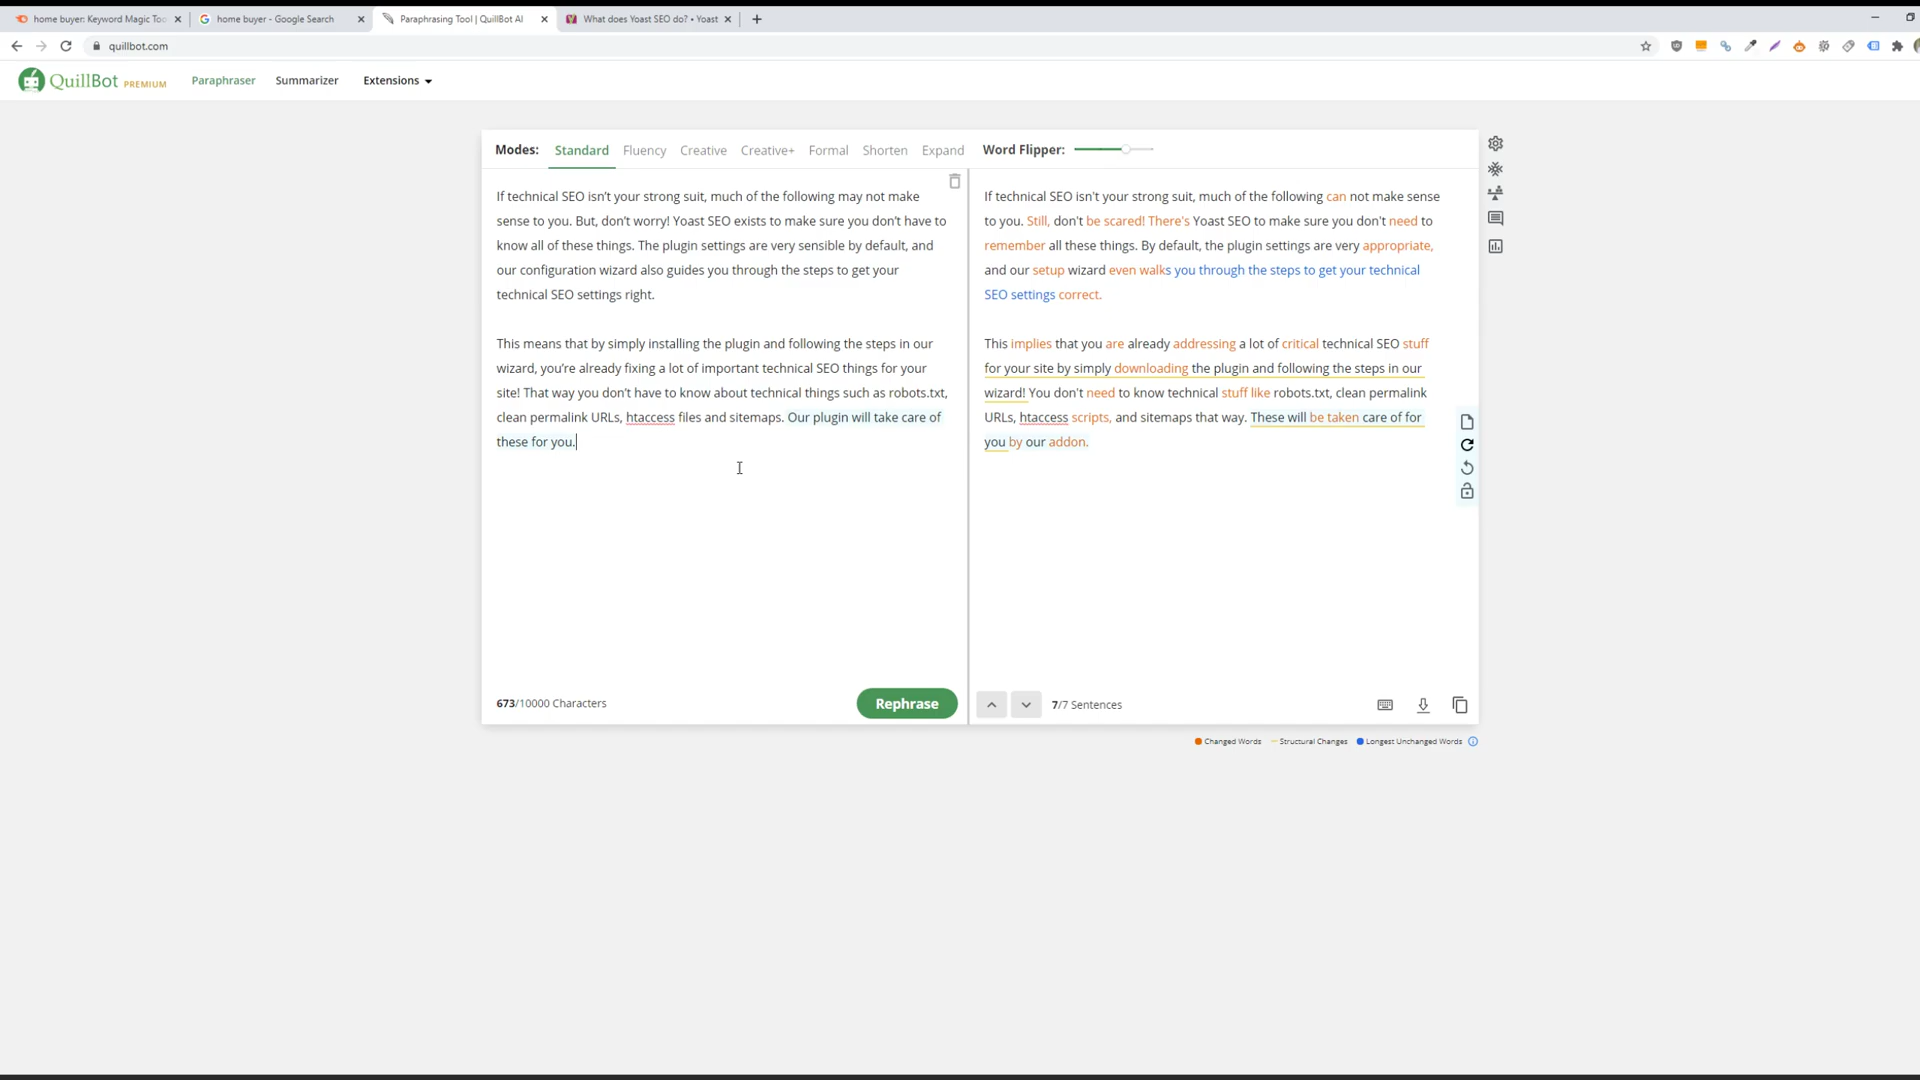 home buyer: Keyword Magic Too
home buyer - Google Search
Paraphrasing Tool | QuillBot AI
What does Yoast SEO do? • Yoast
quillbot.com
QuillBot PREMIUM
Paraphraser
Summarizer
Extensions
Modes:
Standard
Fluency
Creative
Creative+
Formal
Shorten
Expand
Word Flipper:
If technical SEO isn’t your strong suit, much of the following may not make
sense to you. But, don’t worry! Yoast SEO exists to make sure you don’t have to
know all of these things. The plugin settings are very sensible by default, and
our configuration wizard also guides you through the steps to get your
technical SEO settings right.
This means that by simply installing the plugin and following the steps in our
wizard, you’re already fixing a lot of important technical SEO things for your
site! That way you don’t have to know about technical things such as robots.txt,
clean permalink URLs, htaccess files and sitemaps. Our plugin will take care of
these for you.
673/10000 Characters
Rephrase
If technical SEO isn't your strong suit, much of the following can not make sense
to you. Still, don't be scared! There's Yoast SEO to make sure you don't need to
remember all these things. By default, the plugin settings are very appropriate,
and our setup wizard even walks you through the steps to get your technical
SEO settings correct.
This implies that you are already addressing a lot of critical technical SEO stuff
for your site by simply downloading the plugin and following the steps in our
wizard! You don't need to know technical stuff like robots.txt, clean permalink
URLs, htaccess scripts, and sitemaps that way. These will be taken care of for
you by our addon.
7/7 Sentences
Changed Words
Structural Changes
Longest Unchanged Words